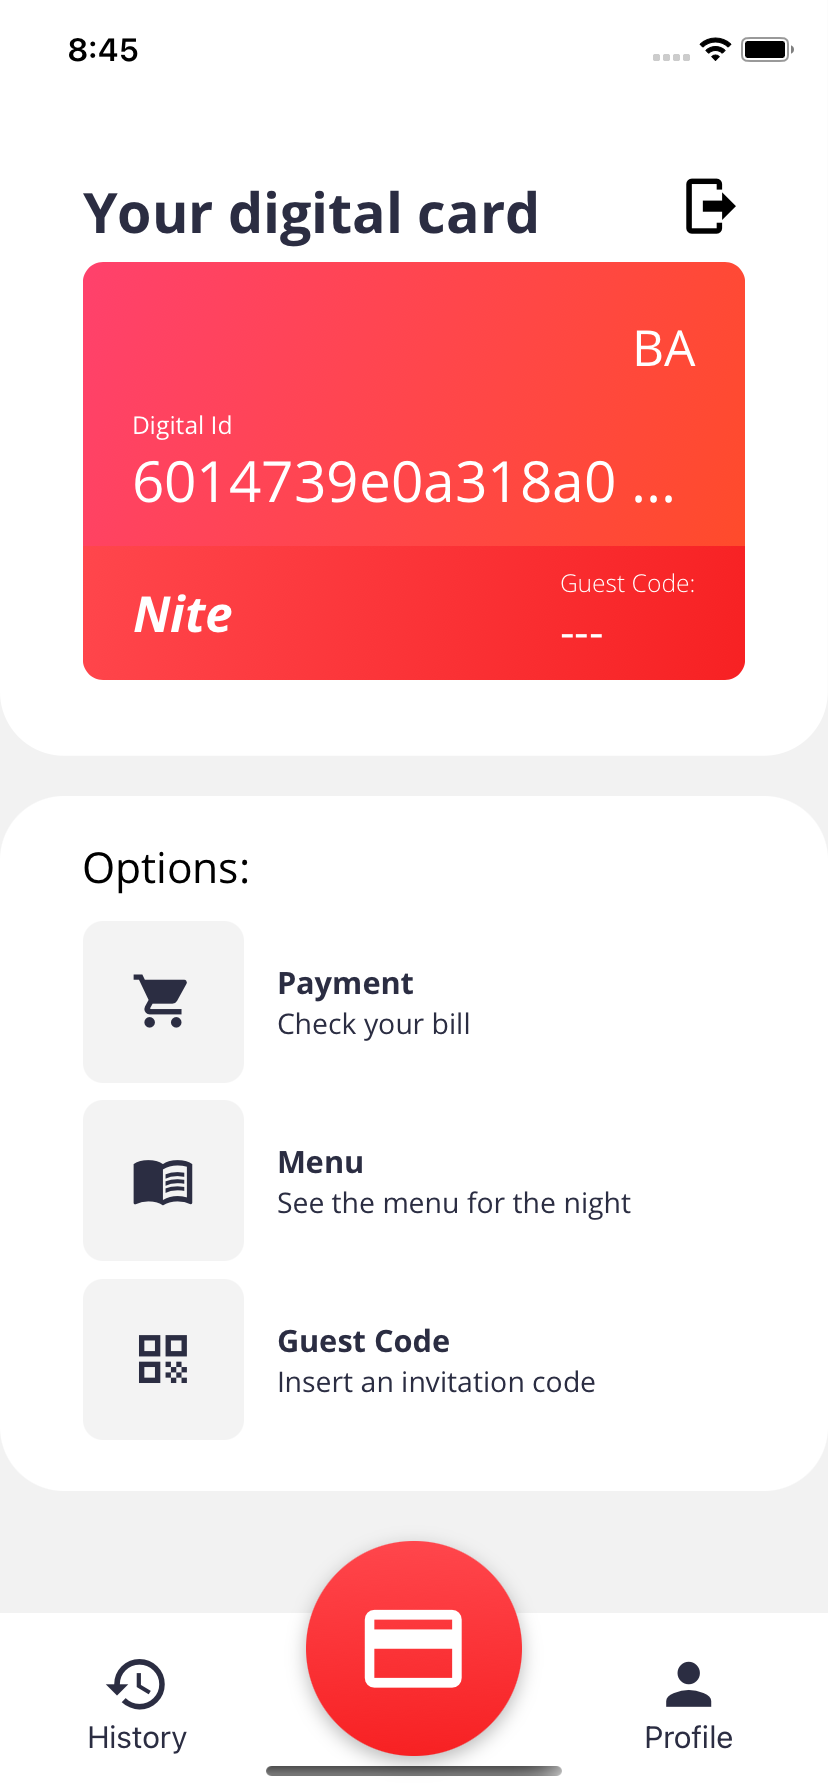 8:45
Your digital card
BA
Digital Id
6014739e0a318a0 ...
Nite
Guest Code:
---
Options:
Payment
Check your bill
Menu
See the menu for the night
Guest Code
Insert an invitation code
History
Profile